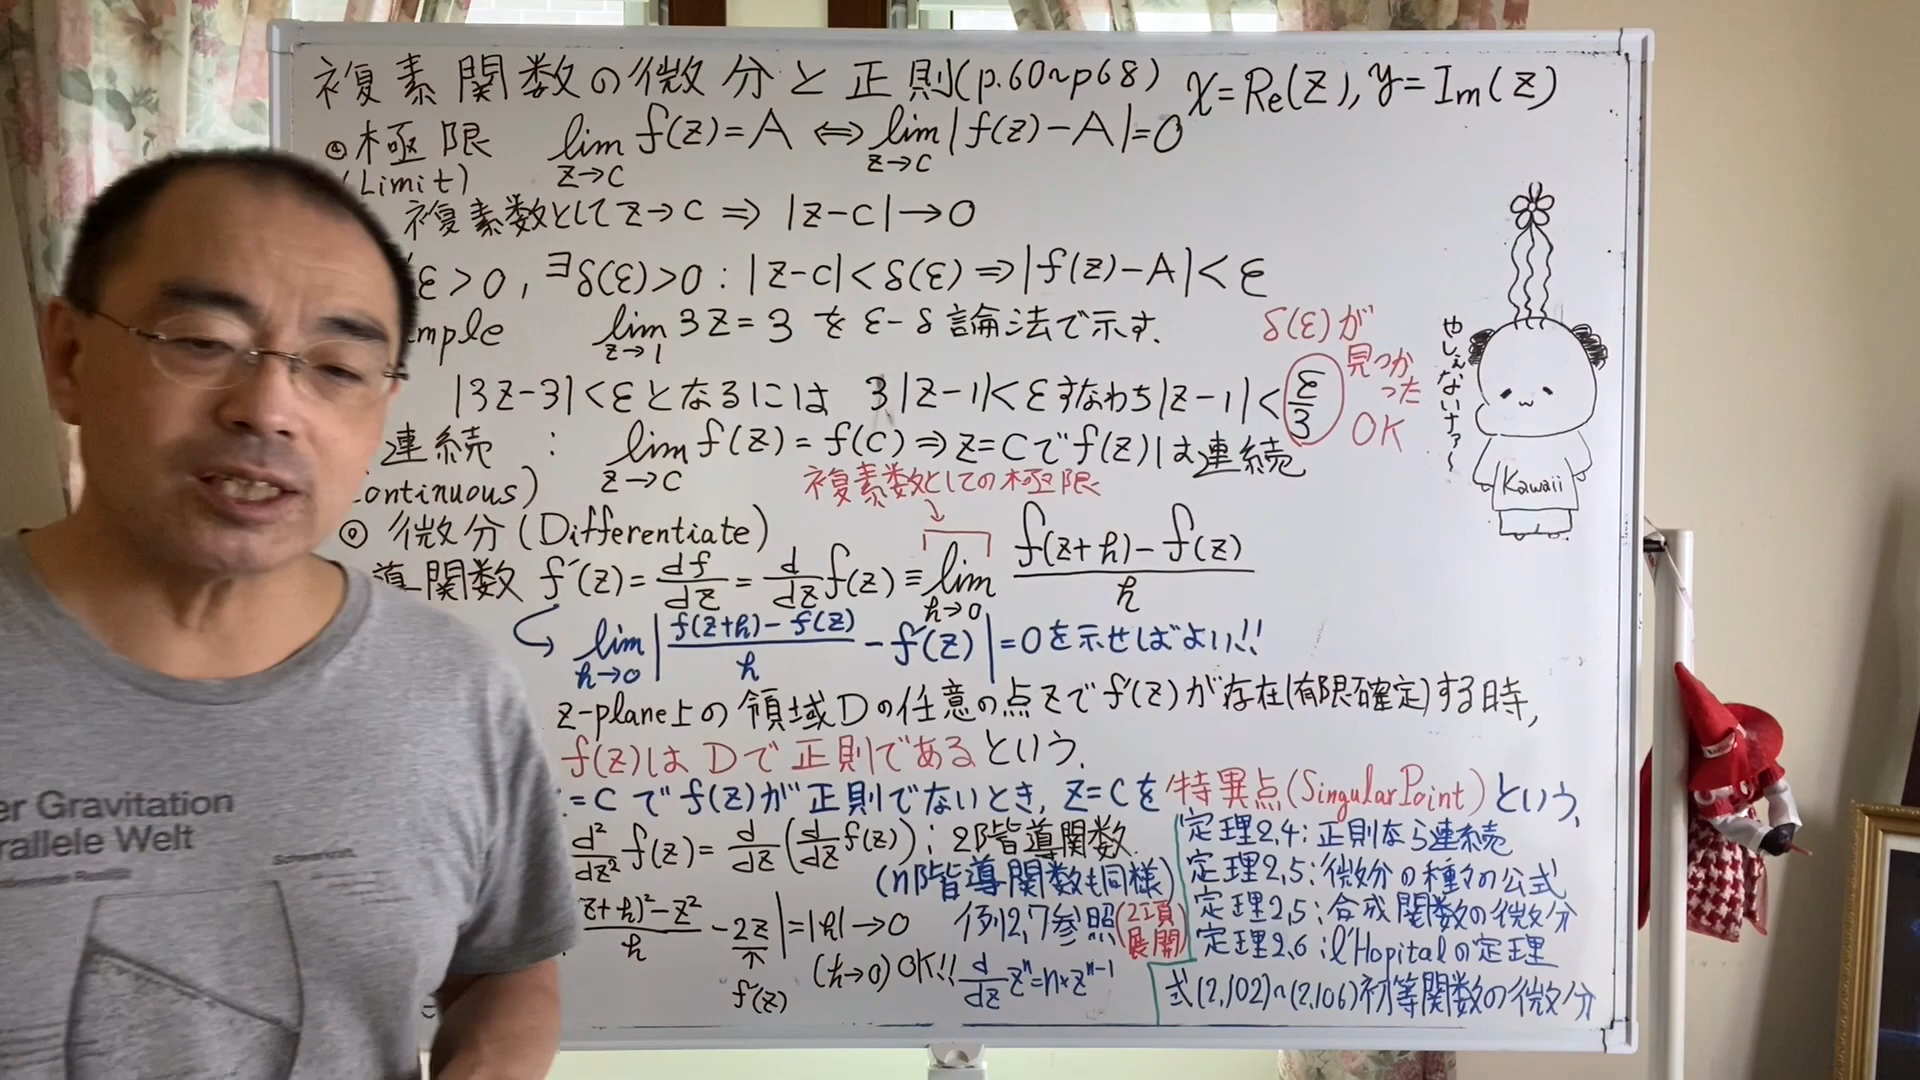 複素関数の微分と正則(p.60~p68) x=Re(z), y=Im(z)
⊙極限 lim f(z)=A ⇔ lim |f(z)-A|=0
z→c z→c
(Limit)
複素数として z→c ⇒ |z-c|→0
ε>0, ∃δ(ε)>0 : |z-c|<δ(ε) ⇒ |f(z)-A|<ε
mple lim 3z=3 を ε-δ 論法で示す.
z→1
|3z-3|<ε となるには 3|z-1|<ε すなわち |z-1|< ε/3
δ(ε)が
見つか
った
OK
連続 : lim f(z)=f(c) ⇒ z=c で f(z) は連続
z→c
ontinuous)
複素数としての極限
⊙ 微分 (Differentiate)
導関数 f'(z)= df/dz = d/dz f(z) ≡ lim (f(z+h)-f(z))/h
h→0
lim |(f(z+h)-f(z))/h - f'(z)|=0 を示せばよい!!
h→0
z-plane上の領域Dの任意の点zで f'(z) が存在(有限確定)する時,
f(z)は Dで 正則であるという.
=c で f(z)が正則でないとき, z=c を 特異点(Singular Point) という.
d²/dz² f(z)= d/dz (d/dz f(z)) : 2階導関数.
(n階導関数も同様)
z+h)²-z²/h - 2z |=|h|→0
↑
f'(z)
(h→0) OK!!
例2,7参照 (2項
展開)
d/dz zⁿ=n×zⁿ⁻¹
定理2,4: 正則なら連続
定理2,5: 微分の種々の公式
定理2,5: 合成関数の微分
定理2,6: l'Hopitalの定理
式(2,102)~(2,106)初等関数の微分
Kawaii
er Gravitation
rallele Welt